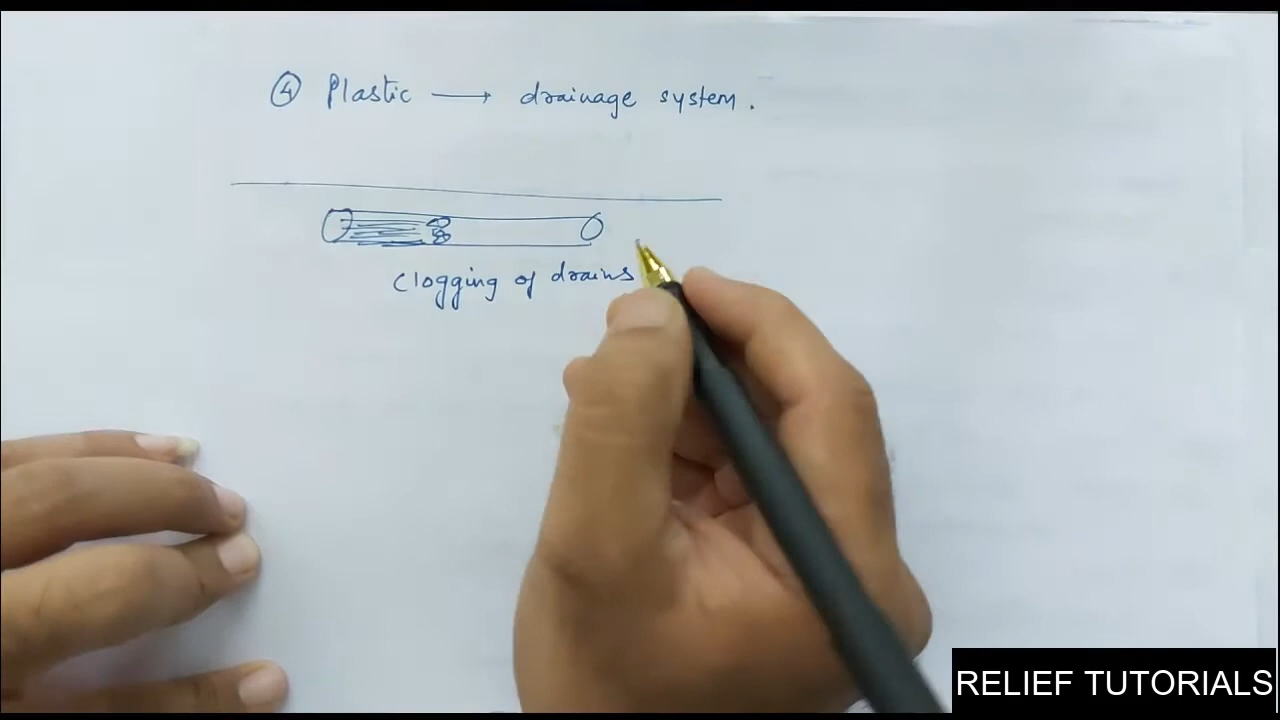 ④ Plastic → drainage system.
Clogging of drains
RELIEF TUTORIALS